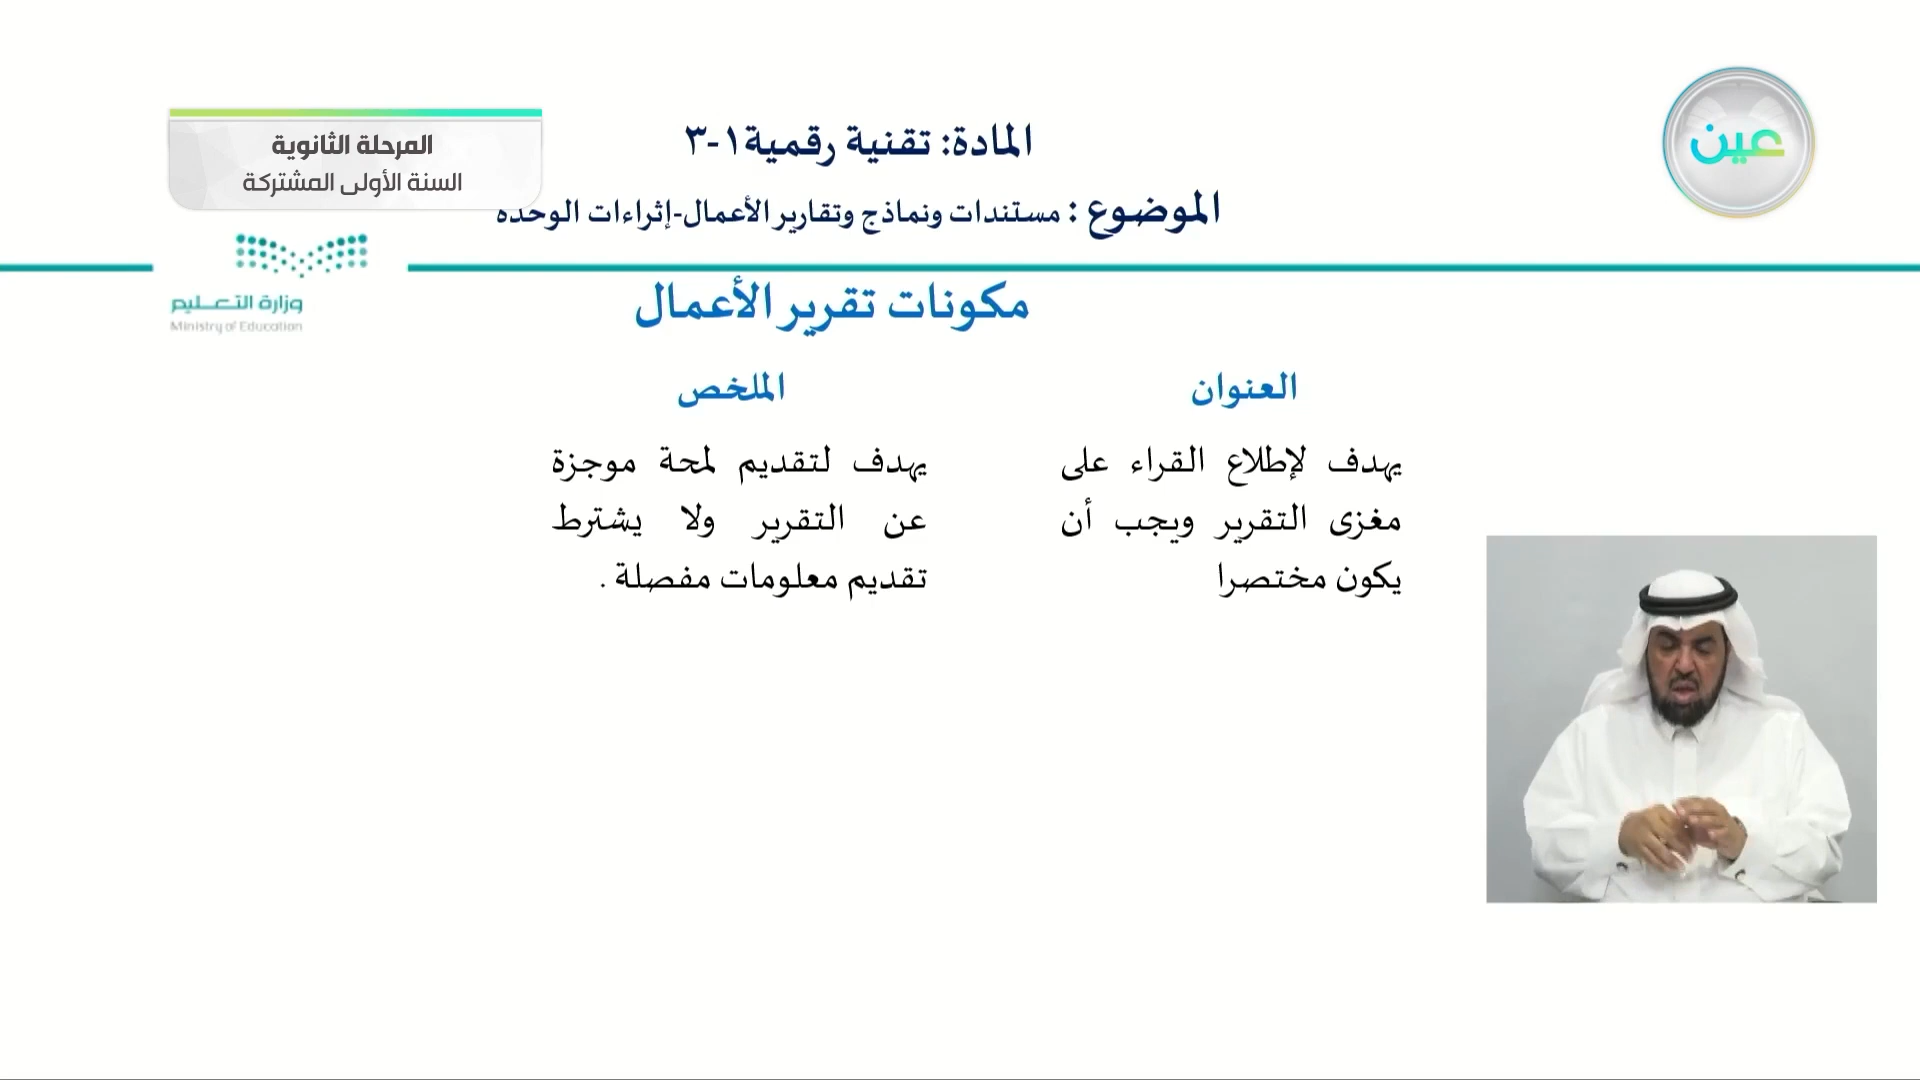 عين
المادة: تقنية رقمية١-٣
المرحلة الثانوية
السنة الأولى المشتركة
الموضوع : مستندات ونماذج وتقارير الأعمال-إثراءات الوحدة
وزارة التعـــليم
Ministry of Education
مكونات تقرير الأعمال
العنوان
يهدف لإطلاع القراء على
مغزى التقرير ويجب أن
يكون مختصرا
الملخص
يهدف لتقديم لمحة موجزة
عن التقرير ولا يشترط
تقديم معلومات مفصلة .